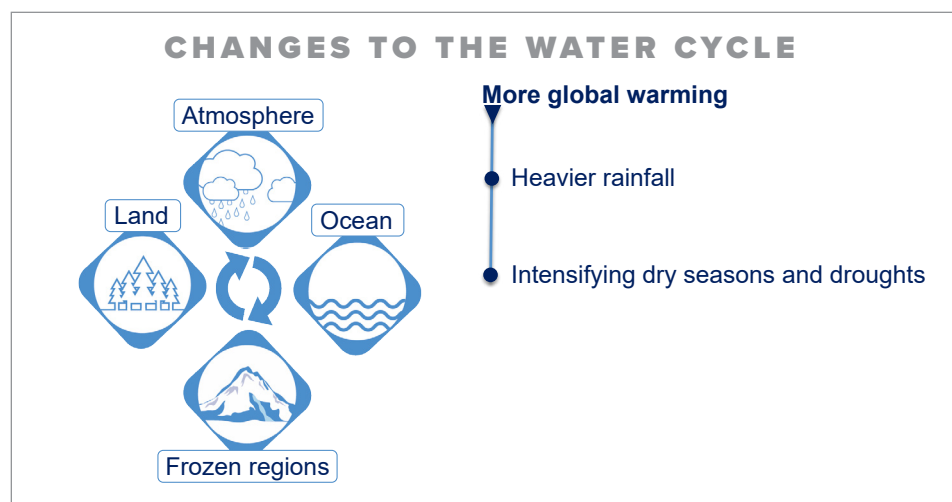 CHANGES TO THE WATER CYCLE
Atmosphere
Land
Ocean
Frozen regions
More global warming
Heavier rainfall
Intensifying dry seasons and droughts